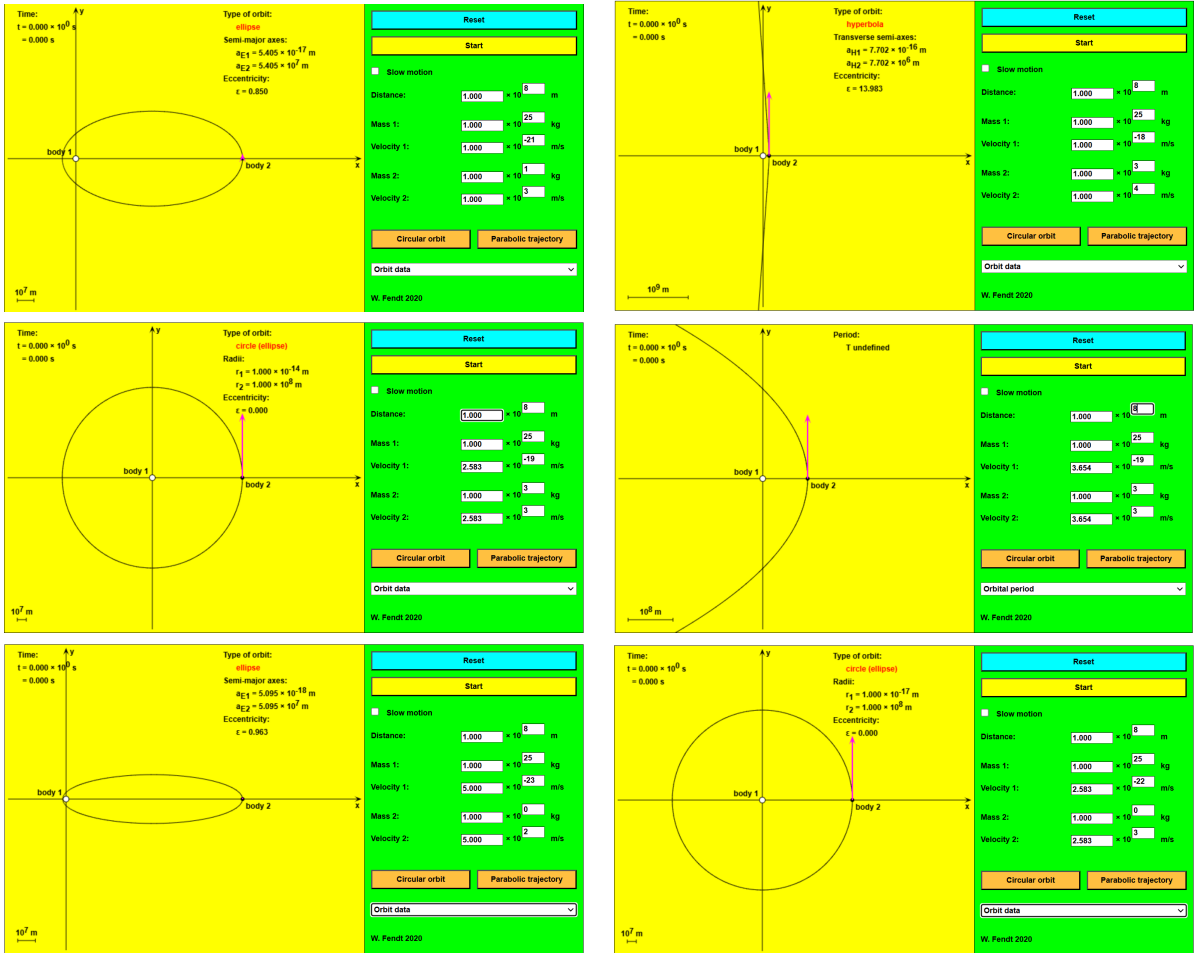 Time:
t = 0.000 × 10⁰ s
= 0.000 s
Type of orbit:
ellipse
Semi-major axes:
aE1 = 5.405 × 10⁻¹⁷ m
aE2 = 5.405 × 10⁷ m
Eccentricity:
ε = 0.850
y
body 1
body 2
x
10⁷ m
Reset
Start
Slow motion
Distance: 1.000 × 10 8 m
Mass 1: 1.000 × 10 25 kg
Velocity 1: 1.000 × 10 -21 m/s
Mass 2: 1.000 × 10 1 kg
Velocity 2: 1.000 × 10 3 m/s
Circular orbit Parabolic trajectory
Orbit data
W. Fendt 2020
Time:
t = 0.000 × 10⁰ s
= 0.000 s
Type of orbit:
hyperbola
Transverse semi-axes:
aH1 = 7.702 × 10⁻¹⁶ m
aH2 = 7.702 × 10⁶ m
Eccentricity:
ε = 13.983
y
body 1
body 2
x
10⁹ m
Reset
Start
Slow motion
Distance: 1.000 × 10 8 m
Mass 1: 1.000 × 10 25 kg
Velocity 1: 1.000 × 10 -18 m/s
Mass 2: 1.000 × 10 3 kg
Velocity 2: 1.000 × 10 4 m/s
Circular orbit Parabolic trajectory
Orbit data
W. Fendt 2020
Time:
t = 0.000 × 10⁰ s
= 0.000 s
Type of orbit:
circle (ellipse)
Radii:
r1 = 1.000 × 10⁻¹⁴ m
r2 = 1.000 × 10⁸ m
Eccentricity:
ε = 0.000
y
body 1
body 2
x
10⁷ m
Reset
Start
Slow motion
Distance: 1.000 × 10 8 m
Mass 1: 1.000 × 10 25 kg
Velocity 1: 2.583 × 10 -19 m/s
Mass 2: 1.000 × 10 3 kg
Velocity 2: 2.583 × 10 3 m/s
Circular orbit Parabolic trajectory
Orbit data
W. Fendt 2020
Time:
t = 0.000 × 10⁰ s
= 0.000 s
Period:
T undefined
y
body 1
body 2
x
10⁸ m
Reset
Start
Slow motion
Distance: 1.000 × 10 8 m
Mass 1: 1.000 × 10 25 kg
Velocity 1: 3.654 × 10 -19 m/s
Mass 2: 1.000 × 10 3 kg
Velocity 2: 3.654 × 10 3 m/s
Circular orbit Parabolic trajectory
Orbital period
W. Fendt 2020
Time:
t = 0.000 × 10⁰ s
= 0.000 s
Type of orbit:
ellipse
Semi-major axes:
aE1 = 5.095 × 10⁻¹⁸ m
aE2 = 5.095 × 10⁷ m
Eccentricity:
ε = 0.963
y
body 1
body 2
x
10⁷ m
Reset
Start
Slow motion
Distance: 1.000 × 10 8 m
Mass 1: 1.000 × 10 25 kg
Velocity 1: 5.000 × 10 -23 m/s
Mass 2: 1.000 × 10 0 kg
Velocity 2: 5.000 × 10 2 m/s
Circular orbit Parabolic trajectory
Orbit data
W. Fendt 2020
Time:
t = 0.000 × 10⁰ s
= 0.000 s
Type of orbit:
circle (ellipse)
Radii:
r1 = 1.000 × 10⁻¹⁷ m
r2 = 1.000 × 10⁸ m
Eccentricity:
ε = 0.000
y
body 1
body 2
x
10⁷ m
Reset
Start
Slow motion
Distance: 1.000 × 10 8 m
Mass 1: 1.000 × 10 25 kg
Velocity 1: 2.583 × 10 -22 m/s
Mass 2: 1.000 × 10 0 kg
Velocity 2: 2.583 × 10 3 m/s
Circular orbit Parabolic trajectory
Orbit data
W. Fendt 2020